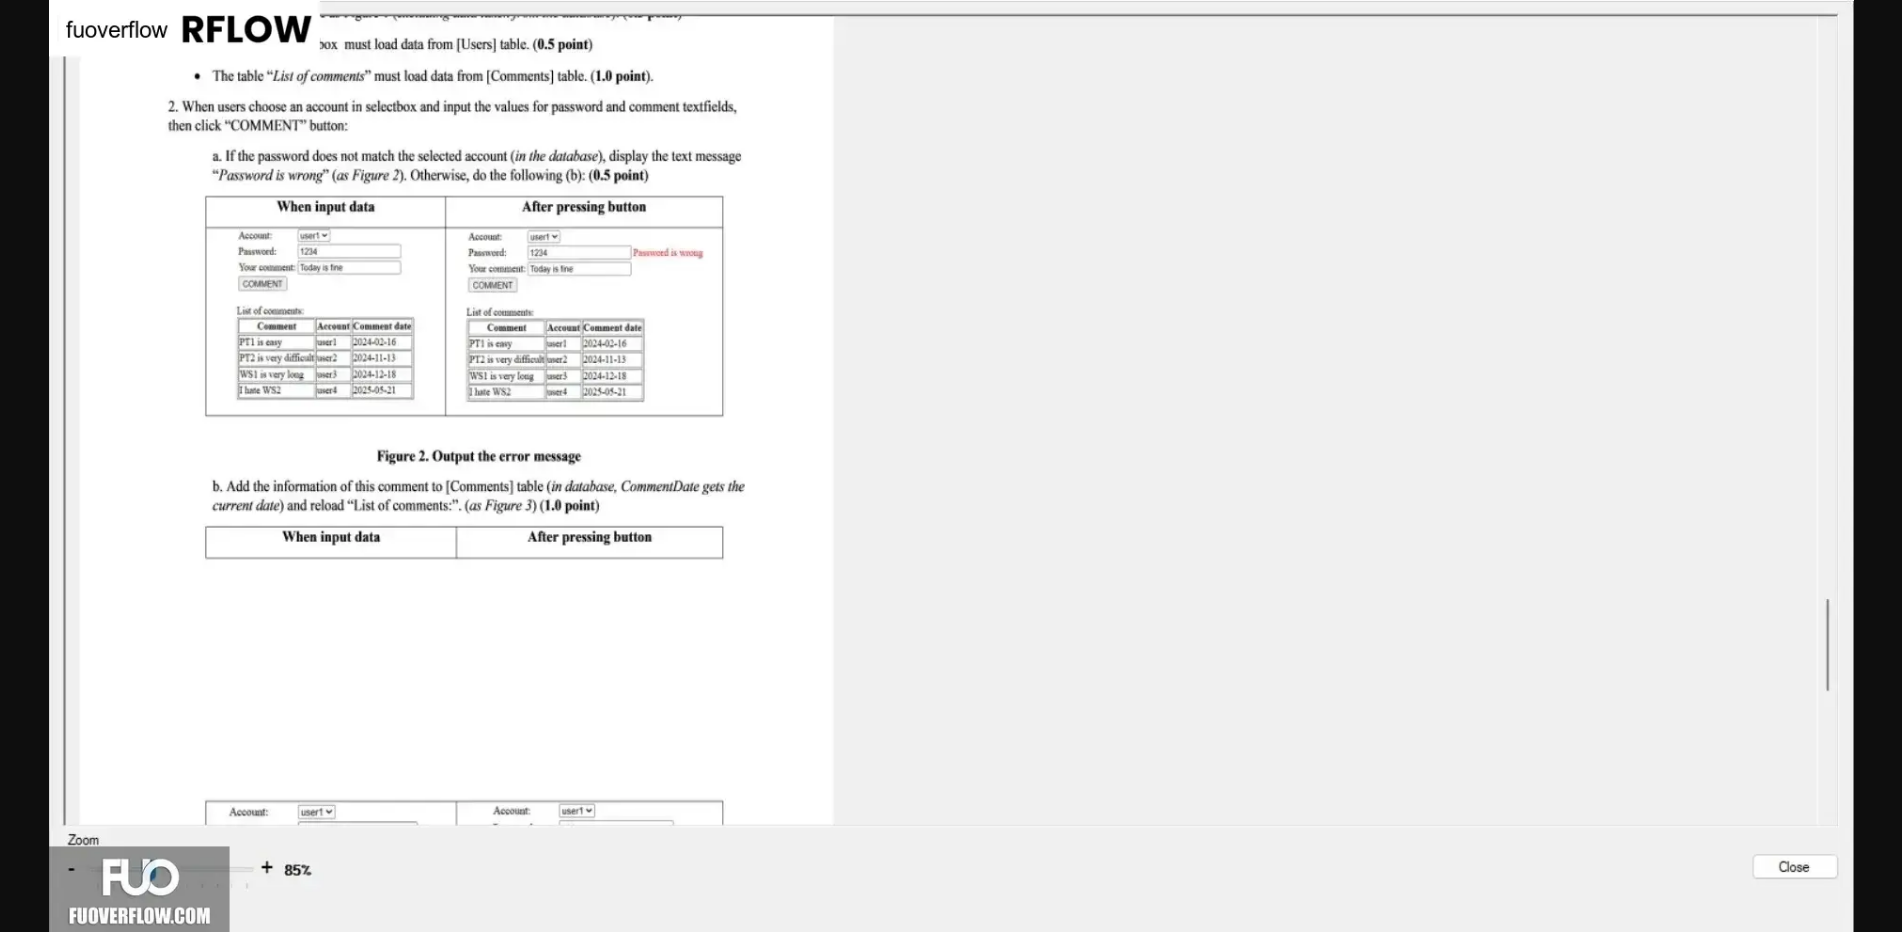 fuoverflow RFLOW
box must load data from [Users] table. (0.5 point)
• The table “List of comments” must load data from [Comments] table. (1.0 point).
2. When users choose an account in selectbox and input the values for password and comment textfields,
then click “COMMENT” button:
a. If the password does not match the selected account (in the database), display the text message
“Password is wrong” (as Figure 2). Otherwise, do the following (b): (0.5 point)
When input data After pressing button
Account: user1 Account: user1
Password: 1234 Password: 1234 Password is wrong
Your comment: Today is fine Your comment: Today is fine
COMMENT COMMENT
List of comments: List of comments:
Comment Account Comment date Comment Account Comment date
PT1 is easy user1 2024-02-16 PT1 is easy user1 2024-02-16
PT2 is very difficult user2 2024-11-13 PT2 is very difficult user2 2024-11-13
WS1 is very long user3 2024-12-18 WS1 is very long user3 2024-12-18
I hate WS2 user4 2025-05-21 I hate WS2 user4 2025-05-21
Figure 2. Output the error message
b. Add the information of this comment to [Comments] table (in database, CommentDate gets the
current date) and reload “List of comments:”. (as Figure 3) (1.0 point)
When input data After pressing button
Account: user1 Account: user1
Zoom
- + 85%
Close
FUO
FUOVERFLOW.COM